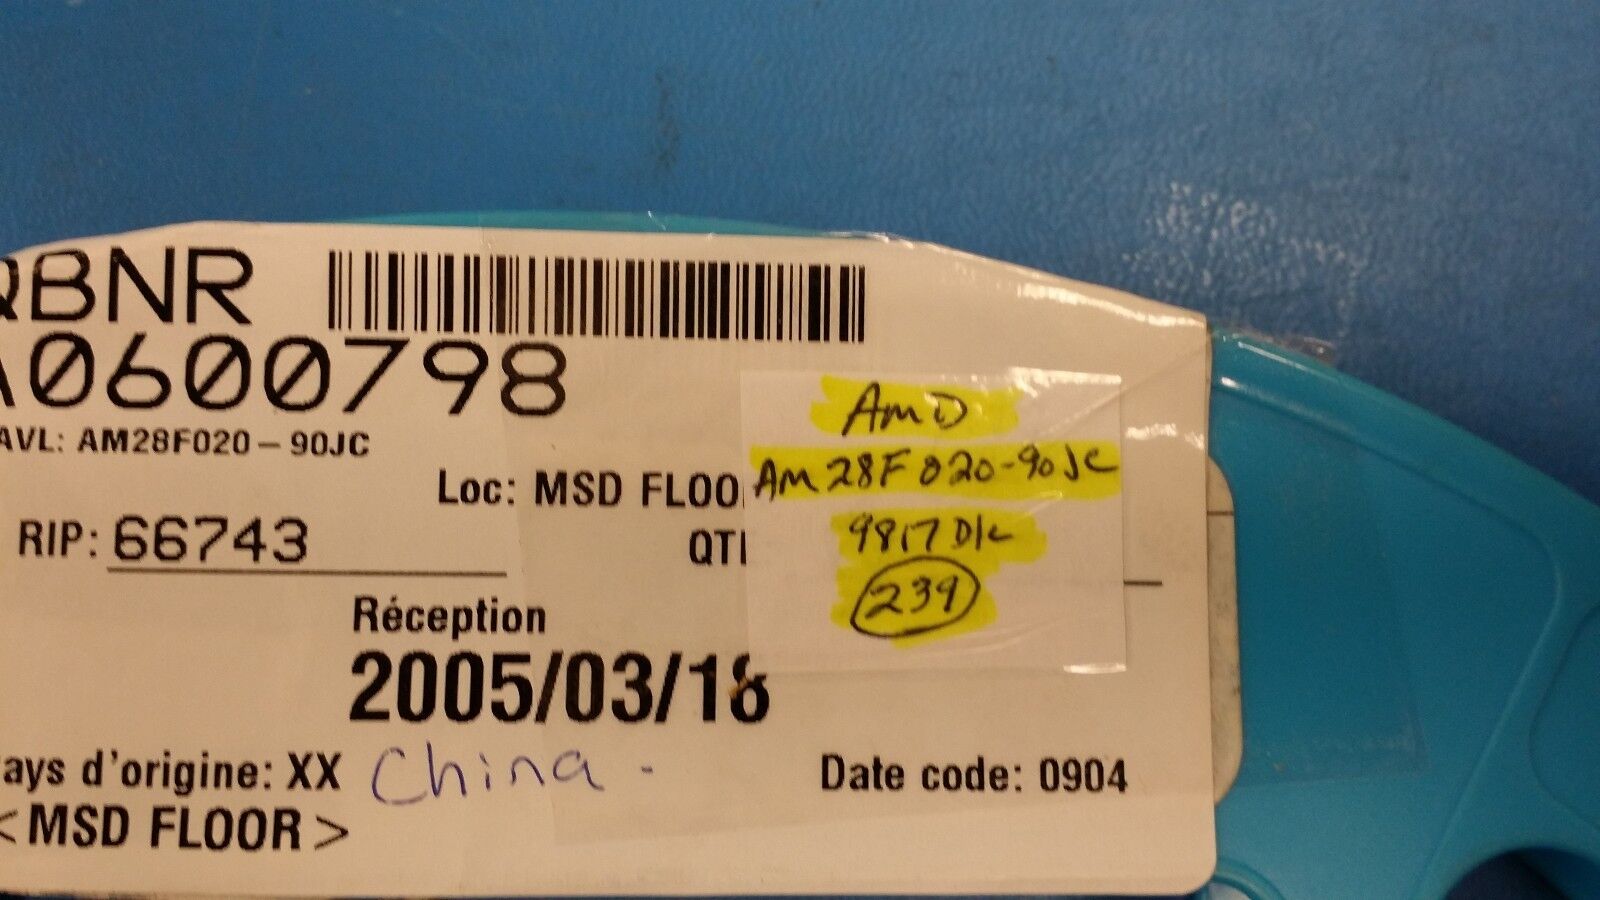 QBNR
A0600798
AVL: AM28F020-90JC
Loc: MSD FLOO
RIP: 66743
QTI
AMD
AM28F020-90JC
9817 D/C
239
Réception
2005/03/18
ays d'origine: XX China.
Date code: 0904
<MSD FLOOR>